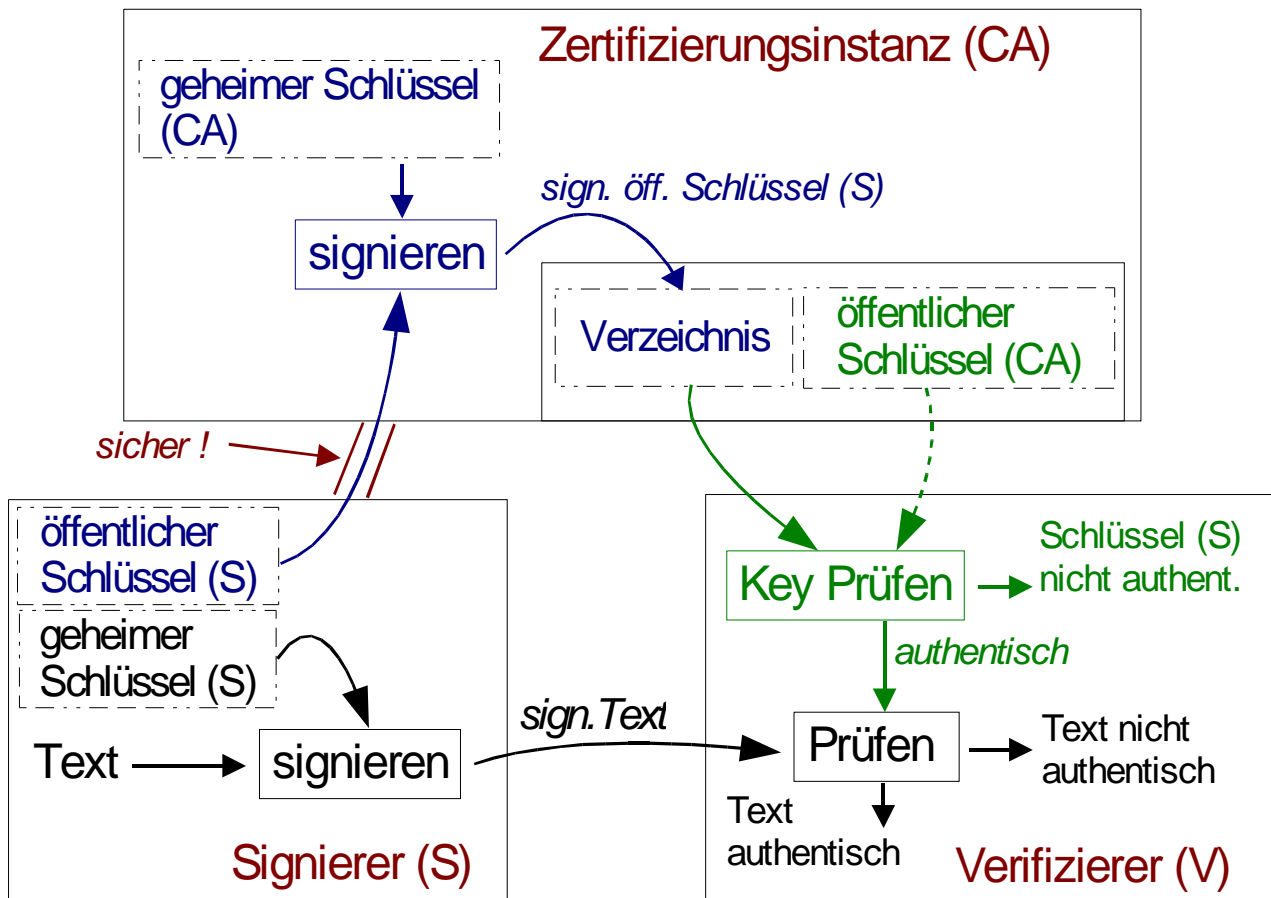 Zertifizierungsinstanz (CA)
geheimer Schlüssel
(CA)
sign. öff. Schlüssel (S)
signieren
Verzeichnis
öffentlicher
Schlüssel (CA)
sicher !
öffentlicher
Schlüssel (S)
geheimer
Schlüssel (S)
Text
signieren
Signierer (S)
sign.Text
Key Prüfen
Schlüssel (S)
nicht authent.
authentisch
Prüfen
Text nicht
authentisch
Text
authentisch
Verifizierer (V)